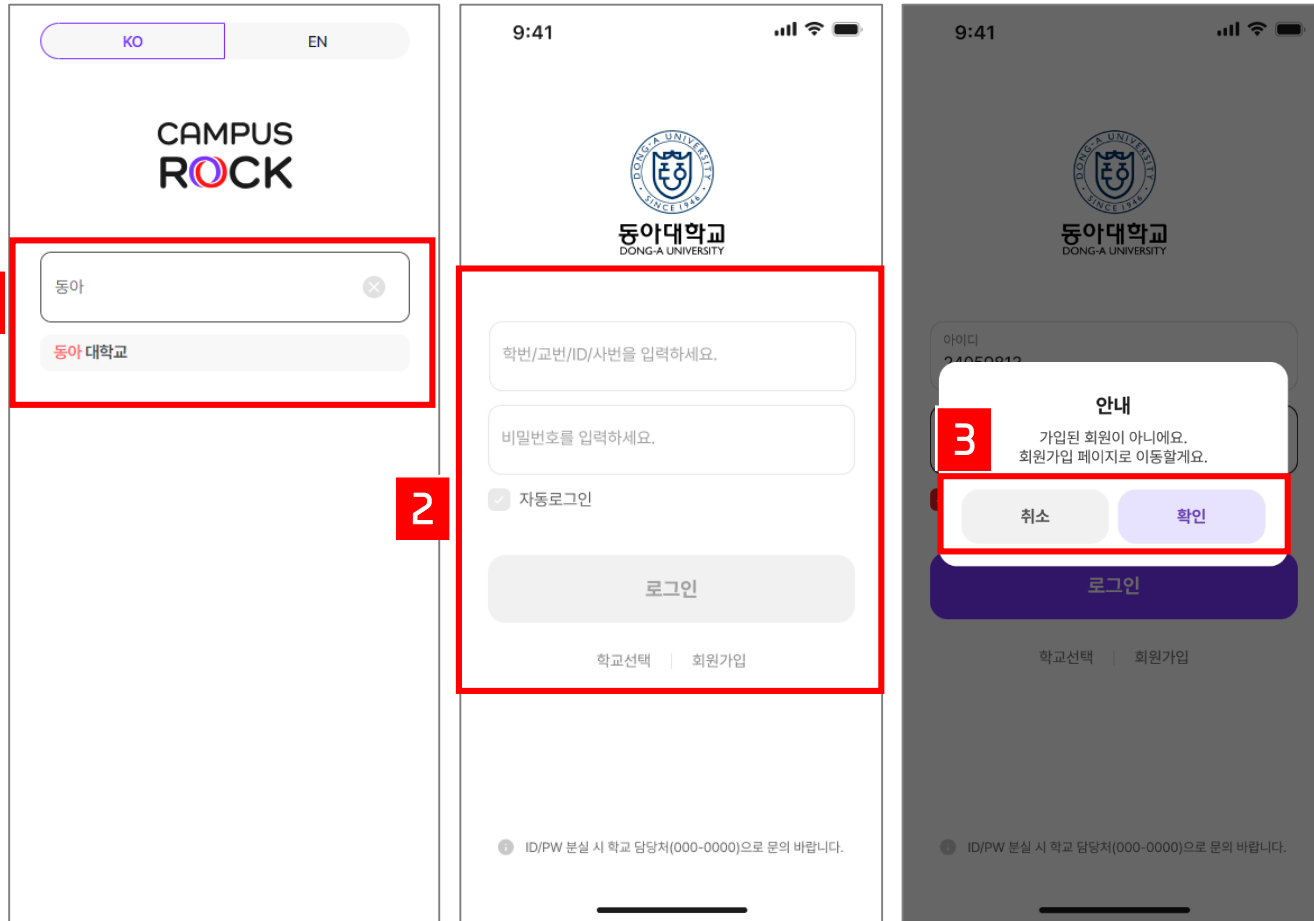 KO
EN
CAMPUS
ROCK
동아
동아 대학교
9:41
DONG-A UNIVERSITY
SINCE 1946
동아대학교
DONG-A UNIVERSITY
학번/교번/ID/사번을 입력하세요.
비밀번호를 입력하세요.
2
자동로그인
로그인
학교선택
회원가입
ID/PW 분실 시 학교 담당처(000-0000)으로 문의 바랍니다.
9:41
DONG-A UNIVERSITY
SINCE 1946
동아대학교
DONG-A UNIVERSITY
아이디
24059813
안내
3
가입된 회원이 아니에요.
회원가입 페이지로 이동할게요.
취소
확인
로그인
학교선택
회원가입
ID/PW 분실 시 학교 담당처(000-0000)으로 문의 바랍니다.